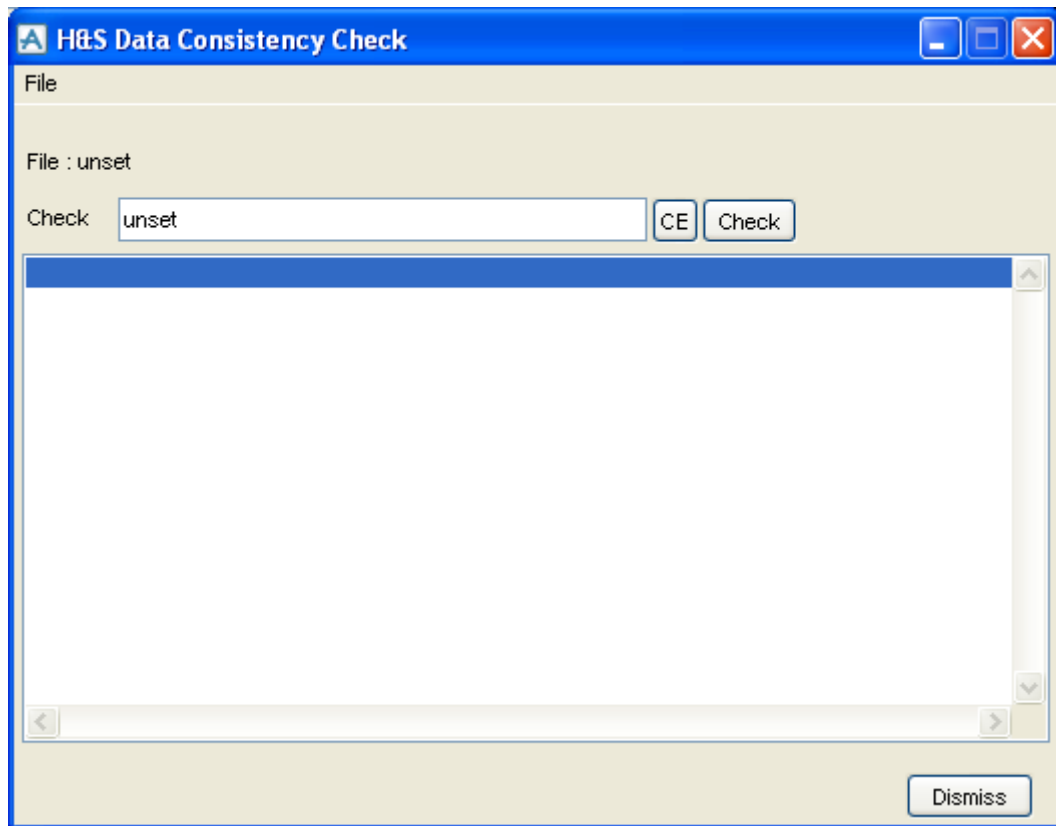 H&S Data Consistency Check
File
File : unset
Check unset CE Check
Dismiss